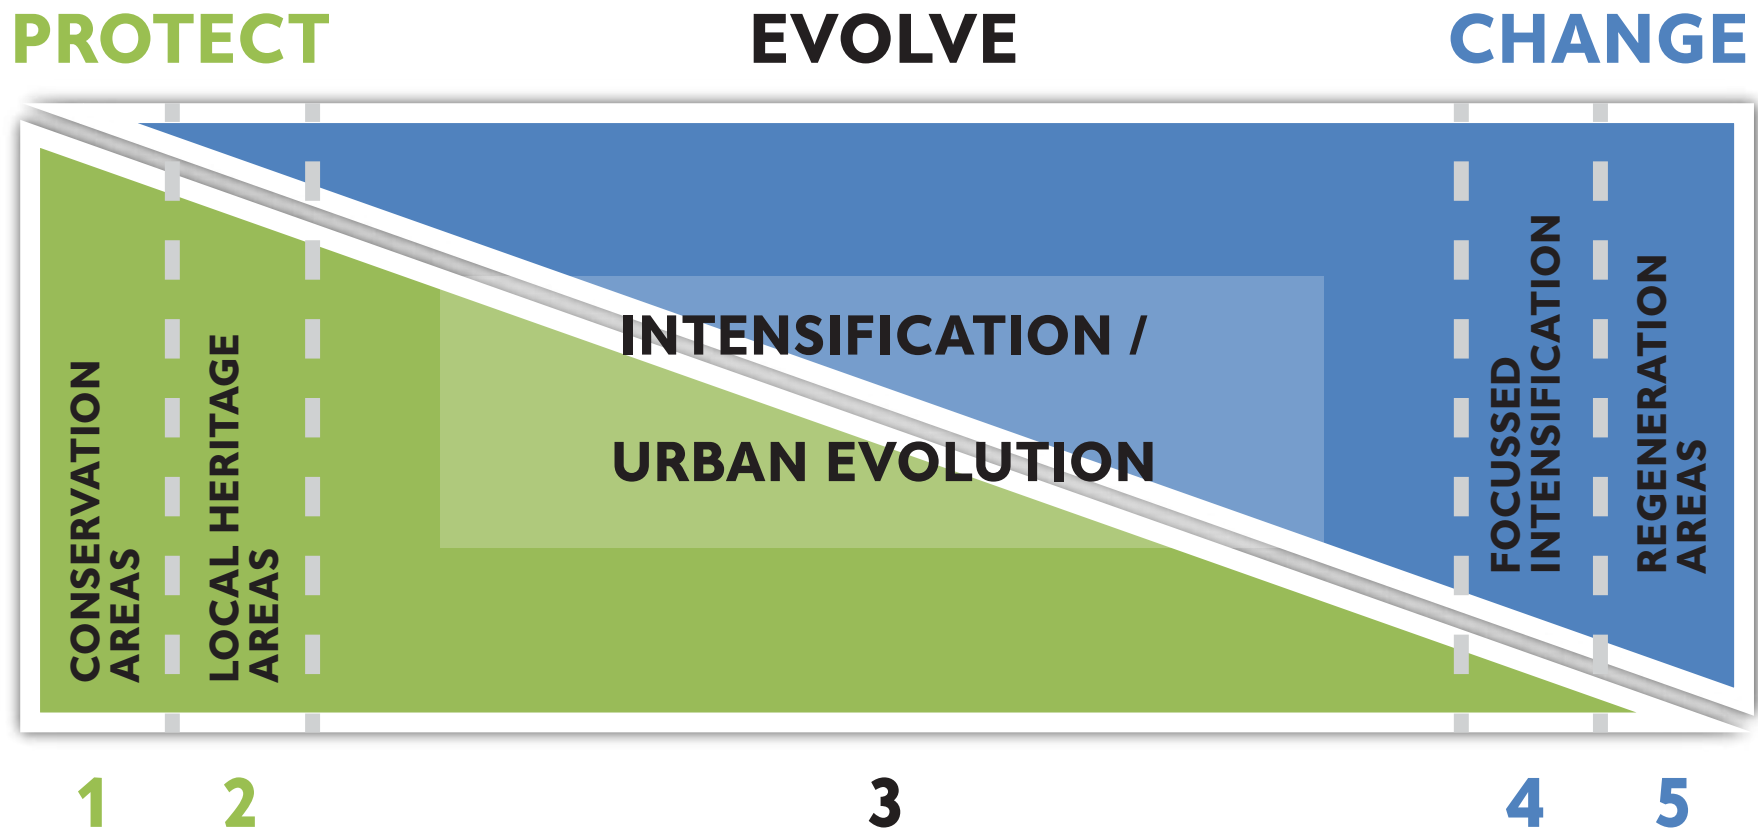 PROTECT
EVOLVE
CHANGE
CONSERVATION
AREAS
LOCAL HERITAGE
AREAS
INTENSIFICATION /
URBAN EVOLUTION
FOCUSSED
INTENSIFICATION
REGENERATION
AREAS
1
2
3
4
5